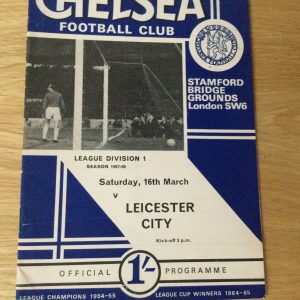 CHELSEA
FOOTBALL CLUB
STAMFORD
BRIDGE
GROUNDS
London SW6
LEAGUE DIVISION 1
SEASON 1967-68
Saturday, 16th March
v
LEICESTER
CITY
Kick-off 3 p.m.
OFFICIAL 1/- PROGRAMME
LEAGUE CHAMPIONS 1954-55 LEAGUE CUP WINNERS 1964-65